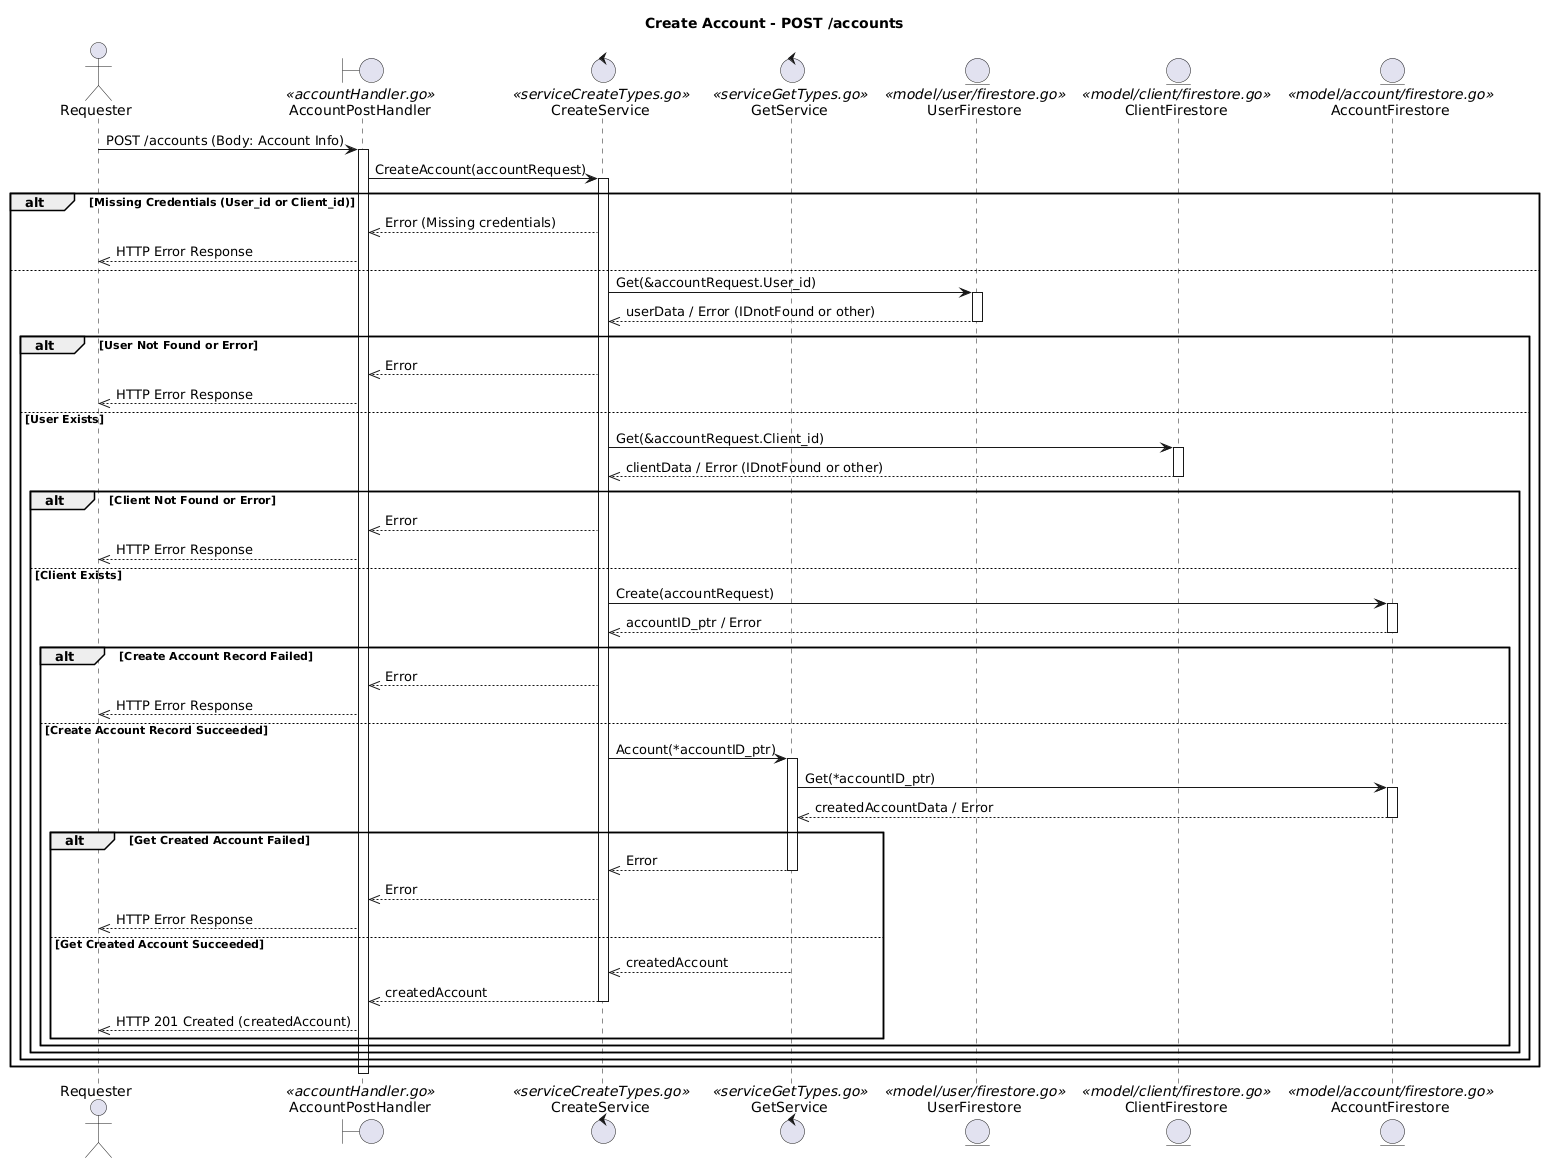 Create Account - POST /accounts
Requester
«accountHandler.go»
AccountPostHandler
«serviceCreateTypes.go»
CreateService
«serviceGetTypes.go»
GetService
«model/user/firestore.go»
UserFirestore
«model/client/firestore.go»
ClientFirestore
«model/account/firestore.go»
AccountFirestore
POST /accounts (Body: Account Info)
CreateAccount(accountRequest)
alt [Missing Credentials (User_id or Client_id)]
Error (Missing credentials)
HTTP Error Response
Get(&accountRequest.User_id)
userData / Error (IDnotFound or other)
alt [User Not Found or Error]
Error
HTTP Error Response
[User Exists]
Get(&accountRequest.Client_id)
clientData / Error (IDnotFound or other)
alt [Client Not Found or Error]
Error
HTTP Error Response
[Client Exists]
Create(accountRequest)
accountID_ptr / Error
alt [Create Account Record Failed]
Error
HTTP Error Response
[Create Account Record Succeeded]
Account(*accountID_ptr)
Get(*accountID_ptr)
createdAccountData / Error
alt [Get Created Account Failed]
Error
Error
HTTP Error Response
[Get Created Account Succeeded]
createdAccount
createdAccount
HTTP 201 Created (createdAccount)
Requester
«accountHandler.go»
AccountPostHandler
«serviceCreateTypes.go»
CreateService
«serviceGetTypes.go»
GetService
«model/user/firestore.go»
UserFirestore
«model/client/firestore.go»
ClientFirestore
«model/account/firestore.go»
AccountFirestore